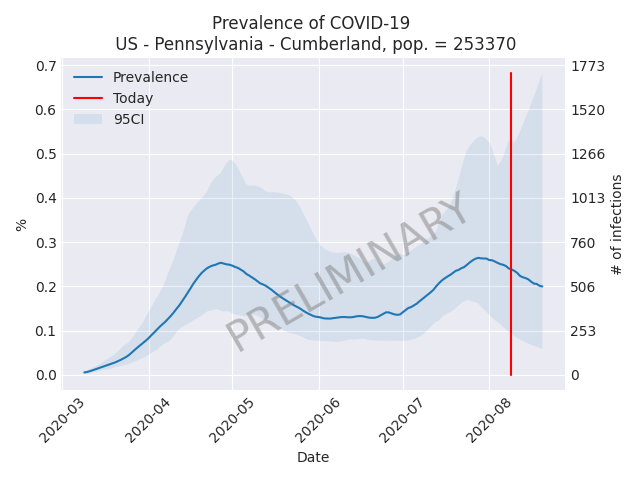 Prevalence of COVID-19
US - Pennsylvania - Cumberland, pop. = 253370
0.7
0.6
0.5
0.4
0.3
0.2
0.1
0.0
%
Prevalence
Today
95CI
PRELIMINARY
1773
1520
1266
1013
760
506
253
0
# of infections
2020-03
2020-04
2020-05
2020-06
2020-07
2020-08
Date